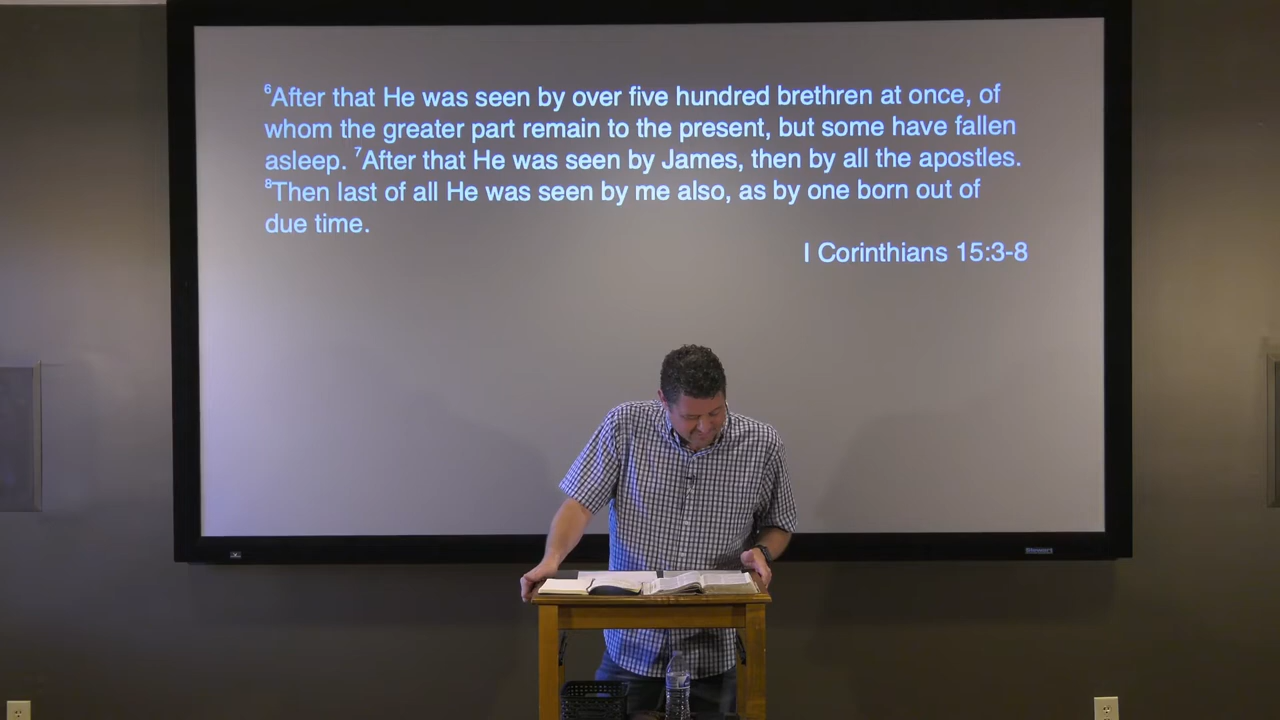 ⁶After that He was seen by over five hundred brethren at once, of
whom the greater part remain to the present, but some have fallen
asleep. ⁷After that He was seen by James, then by all the apostles.
⁸Then last of all He was seen by me also, as by one born out of
due time.
I Corinthians 15:3-8